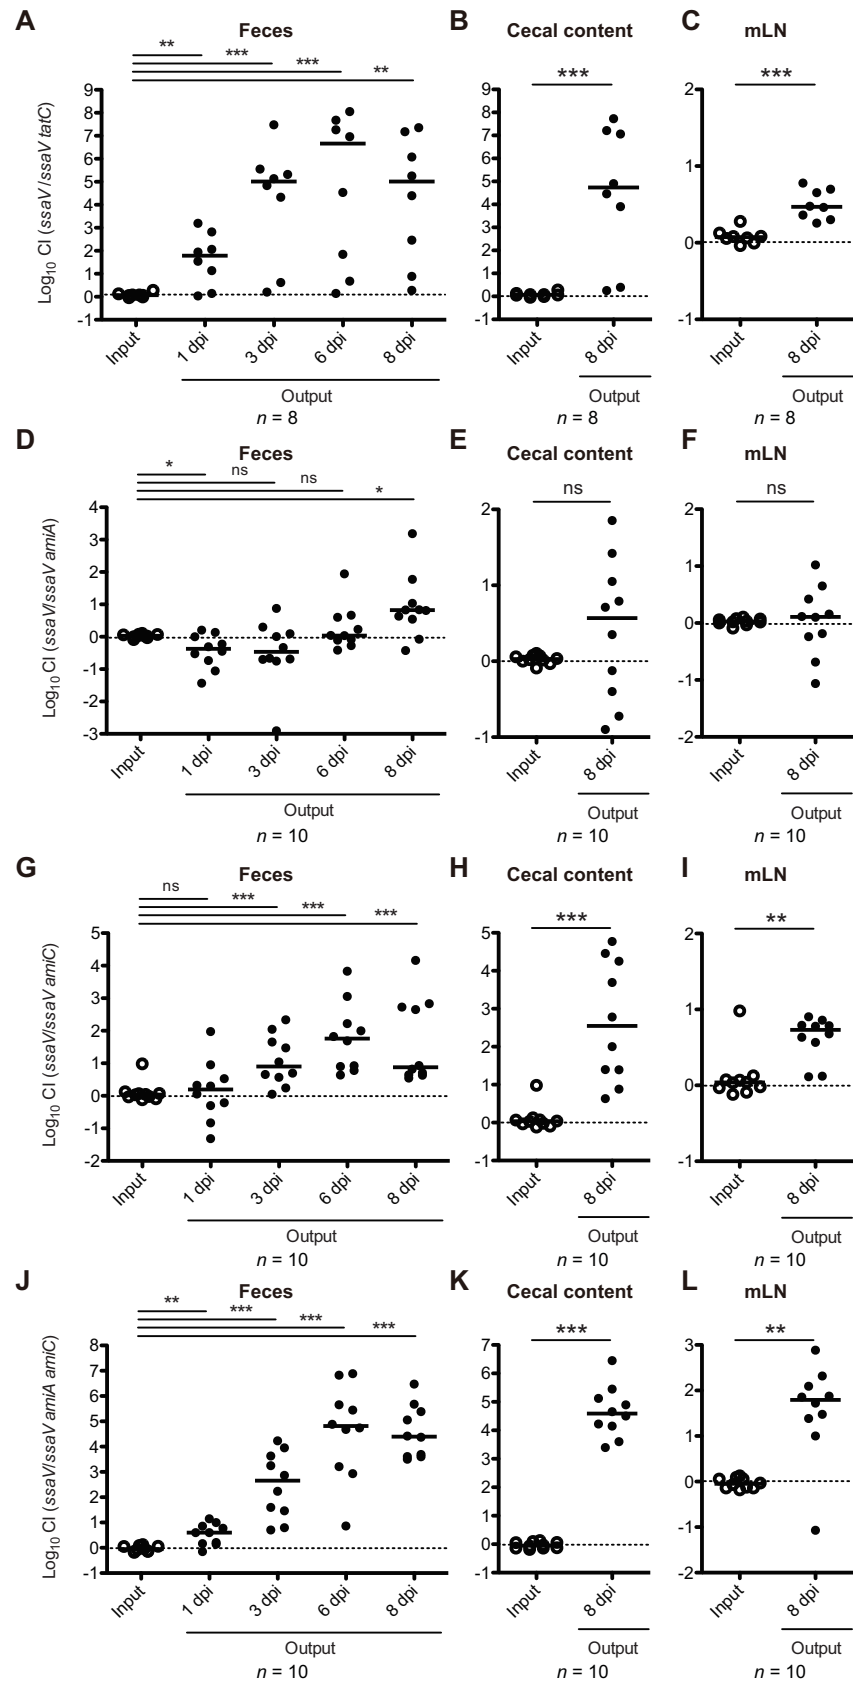 A
Feces
**
***
***
**
Log10 CI (ssaV/ssaV tatC)
9
8
7
6
5
4
3
2
1
0
-1
Input
1 dpi
3 dpi
6 dpi
8 dpi
Output
n = 8
B
Cecal content
***
9
8
7
6
5
4
3
2
1
0
-1
Input
8 dpi
Output
n = 8
C
mLN
***
2
1
0
-1
Input
8 dpi
Output
n = 8
D
Feces
*
ns
ns
*
Log10 CI (ssaV/ssaV amiA)
4
3
2
1
0
-1
-2
-3
Input
1 dpi
3 dpi
6 dpi
8 dpi
Output
n = 10
E
Cecal content
ns
2
1
0
-1
Input
8 dpi
Output
n = 10
F
mLN
ns
2
1
0
-1
-2
Input
8 dpi
Output
n = 10
G
Feces
ns
***
***
***
Log10 CI (ssaV/ssaV amiC)
5
4
3
2
1
0
-1
-2
Input
1 dpi
3 dpi
6 dpi
8 dpi
Output
n = 10
H
Cecal content
***
5
4
3
2
1
0
-1
Input
8 dpi
Output
n = 10
I
mLN
**
2
1
0
-1
Input
8 dpi
Output
n = 10
J
Feces
**
***
***
***
Log10 CI (ssaV/ssaV amiA amiC)
8
7
6
5
4
3
2
1
0
-1
Input
1 dpi
3 dpi
6 dpi
8 dpi
Output
n = 10
K
Cecal content
***
7
6
5
4
3
2
1
0
-1
Input
8 dpi
Output
n = 10
L
mLN
**
3
2
1
0
-1
-2
Input
8 dpi
Output
n = 10